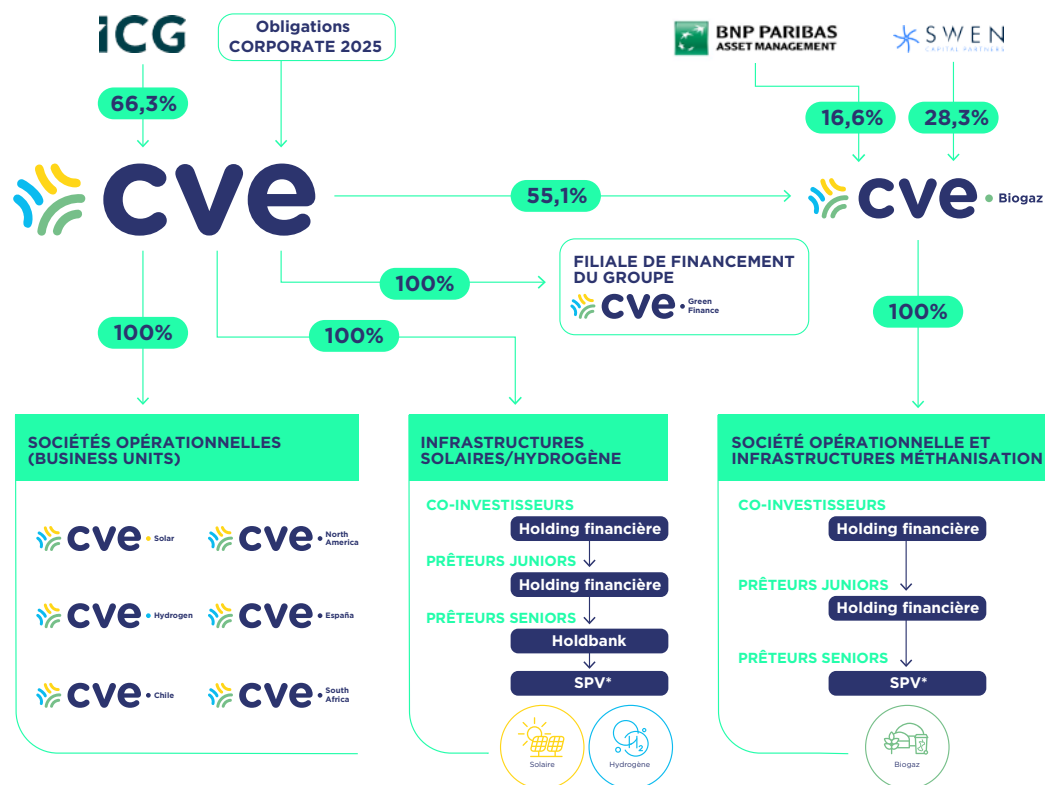 iCG
Obligations
CORPORATE 2025
BNP PARIBAS
ASSET MANAGEMENT
SWEN
CAPITAL PARTNERS
66,3%
16,6%
28,3%
cve
55,1%
cve Biogaz
100%
FILIALE DE FINANCEMENT
DU GROUPE
cve Green
Finance
100%
100%
100%
SOCIÉTÉS OPÉRATIONNELLES
(BUSINESS UNITS)
cve Solar
cve North
America
cve Hydrogen
cve España
cve Chile
cve South
Africa
INFRASTRUCTURES
SOLAIRES/HYDROGÈNE
CO-INVESTISSEURS
Holding financière
PRÊTEURS JUNIORS
Holding financière
PRÊTEURS SENIORS
Holdbank
SPV*
Solaire
H2
Hydrogène
SOCIÉTÉ OPÉRATIONNELLE ET
INFRASTRUCTURES MÉTHANISATION
CO-INVESTISSEURS
Holding financière
PRÊTEURS JUNIORS
Holding financière
PRÊTEURS SENIORS
SPV*
Biogaz